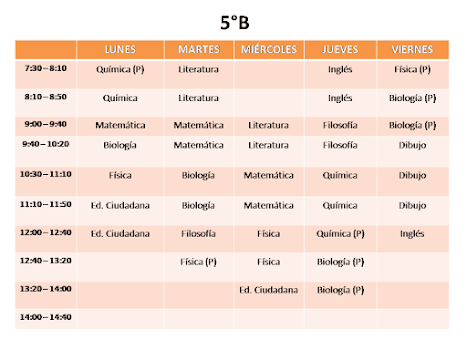 5°B
LUNES MARTES MIÉRCOLES JUEVES VIERNES
7:30 – 8:10 Química (P) Literatura Inglés Física (P)
8:10 – 8:50 Química Literatura Inglés Biología (P)
9:00 – 9:40 Matemática Matemática Literatura Filosofía Biología (P)
9:40 – 10:20 Biología Matemática Literatura Filosofía Dibujo
10:30 – 11:10 Física Biología Matemática Química Dibujo
11:10 – 11:50 Ed. Ciudadana Biología Matemática Química Dibujo
12:00 – 12:40 Ed. Ciudadana Filosofía Física Química (P) Inglés
12:40 – 13:20 Física (P) Física Biología (P)
13:20 – 14:00 Ed. Ciudadana Biología (P)
14:00 – 14:40